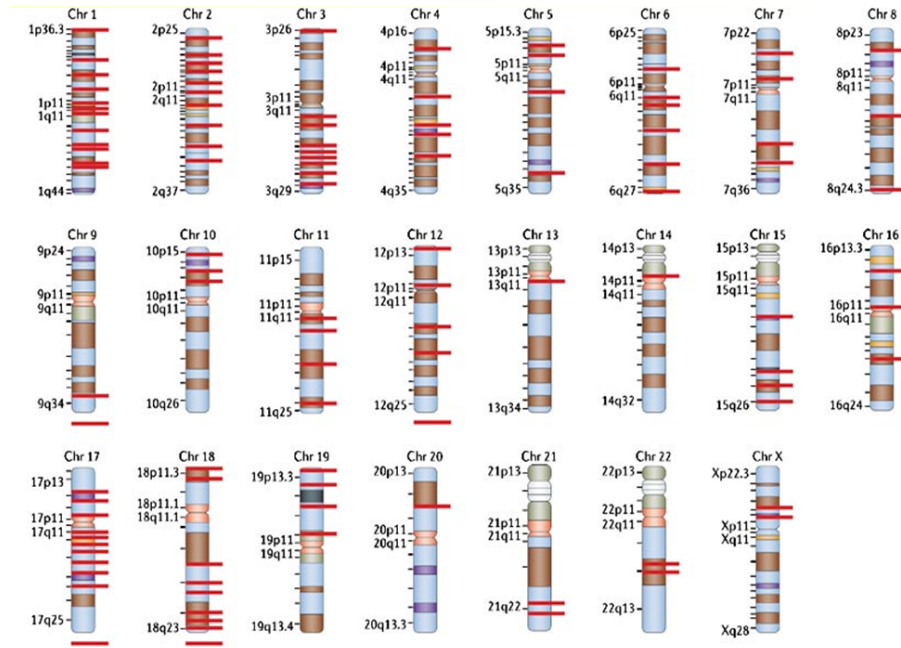 Chr 1
1p36.3
1p11
1q11
1q44
Chr 2
2p25
2p11
2q11
2q37
Chr 3
3p26
3p11
3q11
3q29
Chr 4
4p16
4p11
4q11
4q35
Chr 5
5p15.3
5p11
5q11
5q35
Chr 6
6p25
6p11
6q11
6q27
Chr 7
7p22
7p11
7q11
7q36
Chr 8
8p23
8p11
8q11
8q24.3
Chr 9
9p24
9p11
9q11
9q34
Chr 10
10p15
10p11
10q11
10q26
Chr 11
11p15
11p11
11q11
11q25
Chr 12
12p13
12p11
12q11
12q25
Chr 13
13p13
13p11
13q11
13q34
Chr 14
14p13
14p11
14q11
14q32
Chr 15
15p13
15p11
15q11
15q26
Chr 16
16p13.3
16p11
16q11
16q24
Chr 17
17p13
17p11
17q11
17q25
Chr 18
18p11.3
18p11.1
18q11.1
18q23
Chr 19
19p13.3
19p11
19q11
19q13.4
Chr 20
20p13
20p11
20q11
20q13.3
Chr 21
21p13
21p11
21q11
21q22
Chr 22
22p13
22p11
22q11
22q13
Chr X
Xp22.3
Xp11
Xq11
Xq28